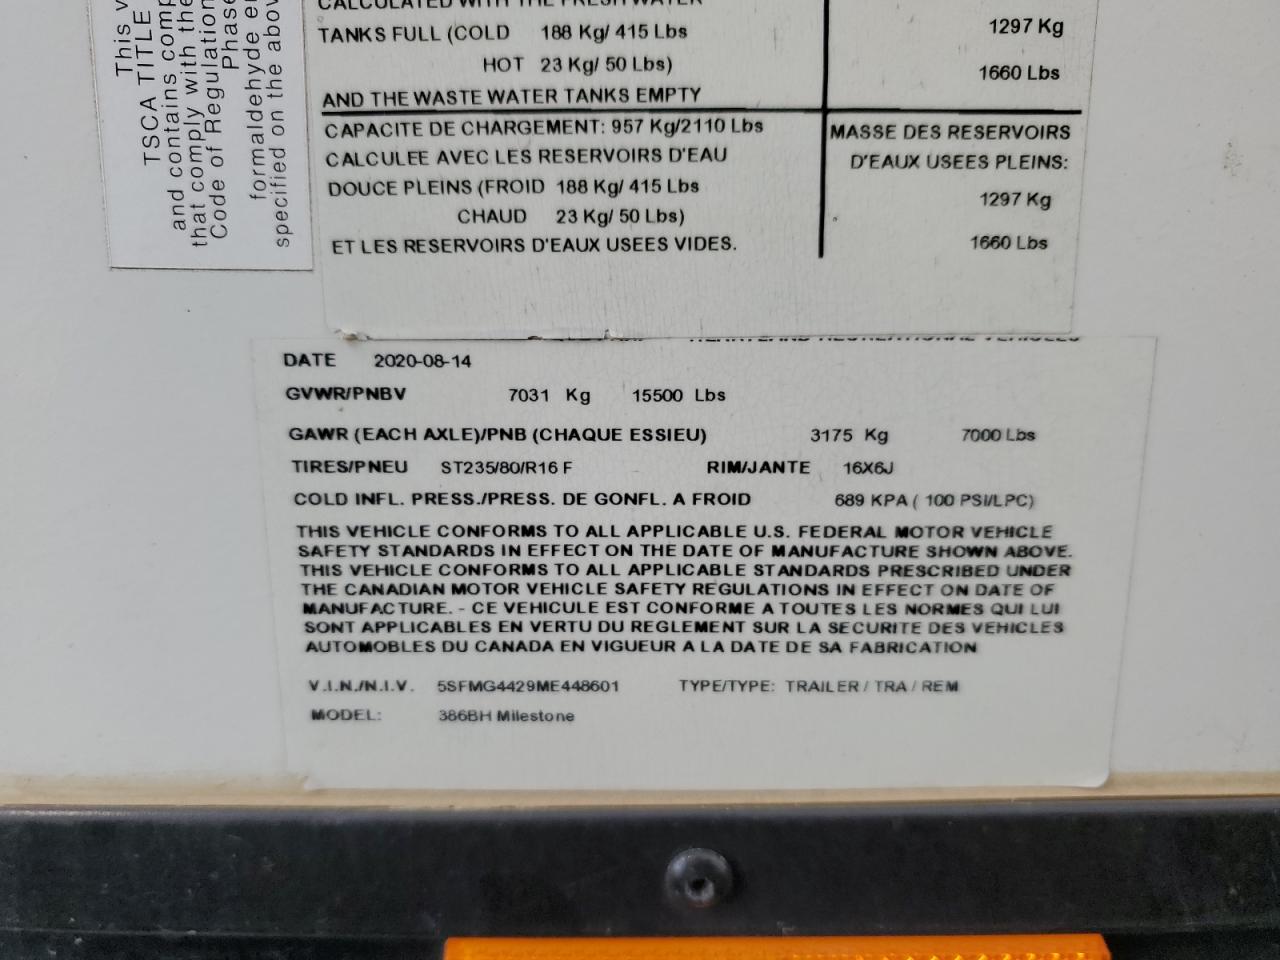 This v
TSCA TITLE
and contains comp
that comply with the
Code of Regulation
Phase
formaldehyde e
specified on the abov
CALCULATED WITH THE FRESH WATER
TANKS FULL (COLD 188 Kg/ 415 Lbs
HOT 23 Kg/ 50 Lbs)
AND THE WASTE WATER TANKS EMPTY
1297 Kg
1660 Lbs
CAPACITE DE CHARGEMENT: 957 Kg/2110 Lbs
CALCULEE AVEC LES RESERVOIRS D'EAU
DOUCE PLEINS (FROID 188 Kg/ 415 Lbs
CHAUD 23 Kg/ 50 Lbs)
ET LES RESERVOIRS D'EAUX USEES VIDES.
MASSE DES RESERVOIRS
D'EAUX USEES PLEINS:
1297 Kg
1660 Lbs
DATE 2020-08-14
GVWR/PNBV 7031 Kg 15500 Lbs
GAWR (EACH AXLE)/PNB (CHAQUE ESSIEU) 3175 Kg 7000 Lbs
TIRES/PNEU ST235/80/R16 F RIM/JANTE 16X6J
COLD INFL. PRESS./PRESS. DE GONFL. A FROID 689 KPA ( 100 PSI/LPC)
THIS VEHICLE CONFORMS TO ALL APPLICABLE U.S. FEDERAL MOTOR VEHICLE
SAFETY STANDARDS IN EFFECT ON THE DATE OF MANUFACTURE SHOWN ABOVE.
THIS VEHICLE CONFORMS TO ALL APPLICABLE STANDARDS PRESCRIBED UNDER
THE CANADIAN MOTOR VEHICLE SAFETY REGULATIONS IN EFFECT ON DATE OF
MANUFACTURE. - CE VEHICULE EST CONFORME A TOUTES LES NORMES QUI LUI
SONT APPLICABLES EN VERTU DU REGLEMENT SUR LA SECURITE DES VEHICLES
AUTOMOBLES DU CANADA EN VIGUEUR A LA DATE DE SA FABRICATION
V.I.N./N.I.V. 5SFMG4429ME448601 TYPE/TYPE: TRAILER / TRA / REM
MODEL: 386BH Milestone